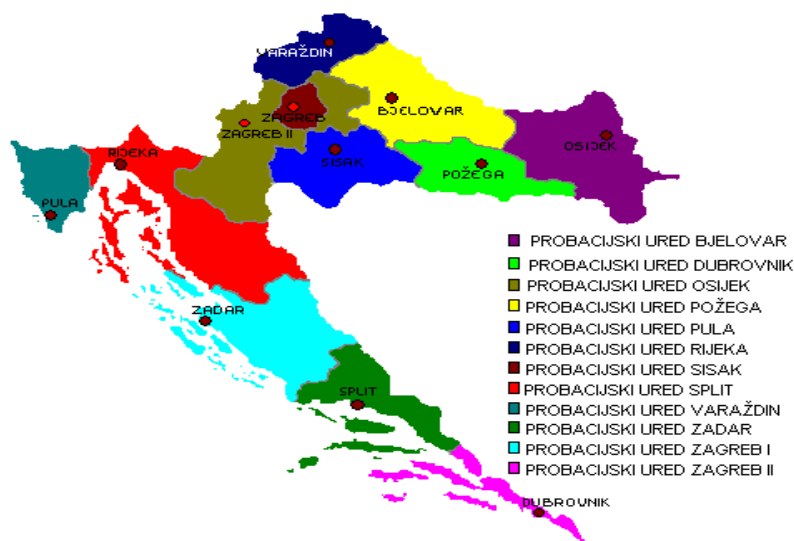 VARAŽDIN
ZAGREB
BJELOVAR
ZAGREB II
OSIJEK
RIJEKA
SISAK
POŽEGA
PULA
PROBACIJSKI URED BJELOVAR
PROBACIJSKI URED DUBROVNIK
PROBACIJSKI URED OSIJEK
PROBACIJSKI URED POŽEGA
ZADAR
PROBACIJSKI URED PULA
PROBACIJSKI URED RIJEKA
PROBACIJSKI URED SISAK
PROBACIJSKI URED SPLIT
SPLIT
PROBACIJSKI URED VARAŽDIN
PROBACIJSKI URED ZADAR
PROBACIJSKI URED ZAGREB I
PROBACIJSKI URED ZAGREB II
DUBROVNIK